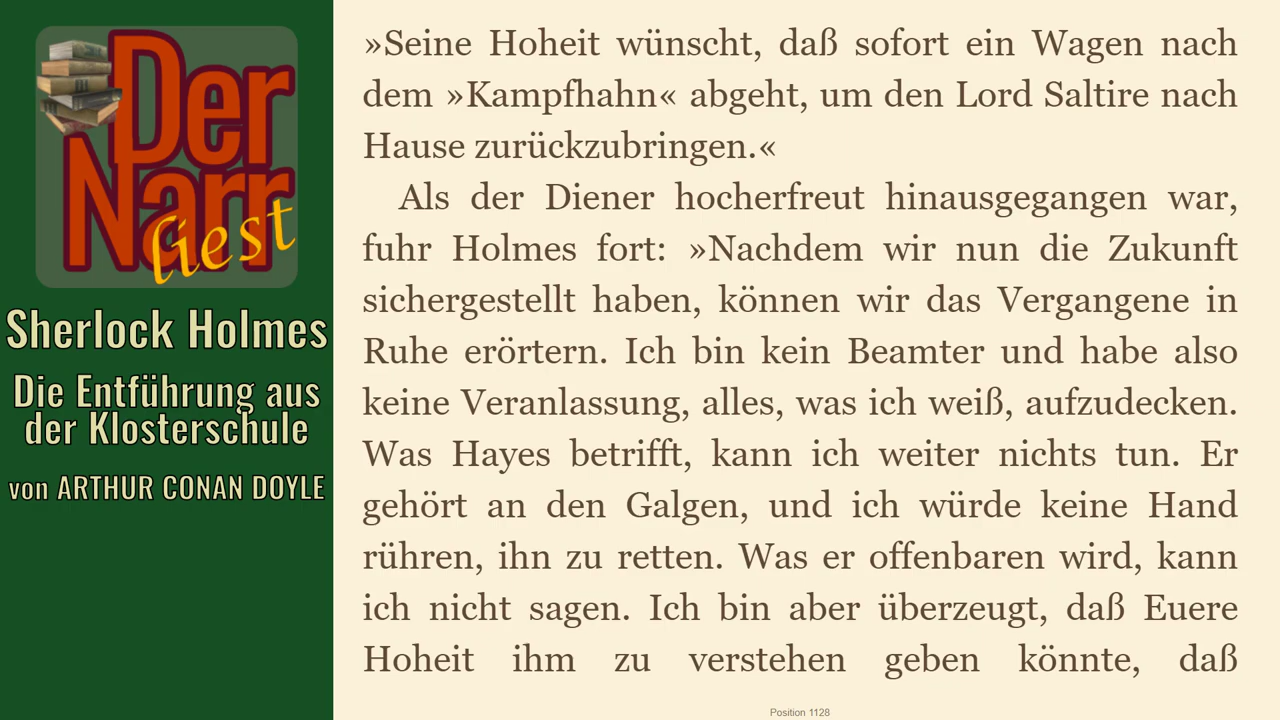 Der
Narr
liest
Sherlock Holmes
Die Entführung aus
der Klosterschule
von ARTHUR CONAN DOYLE
»Seine Hoheit wünscht, daß sofort ein Wagen nach
dem »Kampfhahn« abgeht, um den Lord Saltire nach
Hause zurückzubringen.«
Als der Diener hocherfreut hinausgegangen war,
fuhr Holmes fort: »Nachdem wir nun die Zukunft
sichergestellt haben, können wir das Vergangene in
Ruhe erörtern. Ich bin kein Beamter und habe also
keine Veranlassung, alles, was ich weiß, aufzudecken.
Was Hayes betrifft, kann ich weiter nichts tun. Er
gehört an den Galgen, und ich würde keine Hand
rühren, ihn zu retten. Was er offenbaren wird, kann
ich nicht sagen. Ich bin aber überzeugt, daß Euere
Hoheit ihm zu verstehen geben könnte, daß
Position 1128